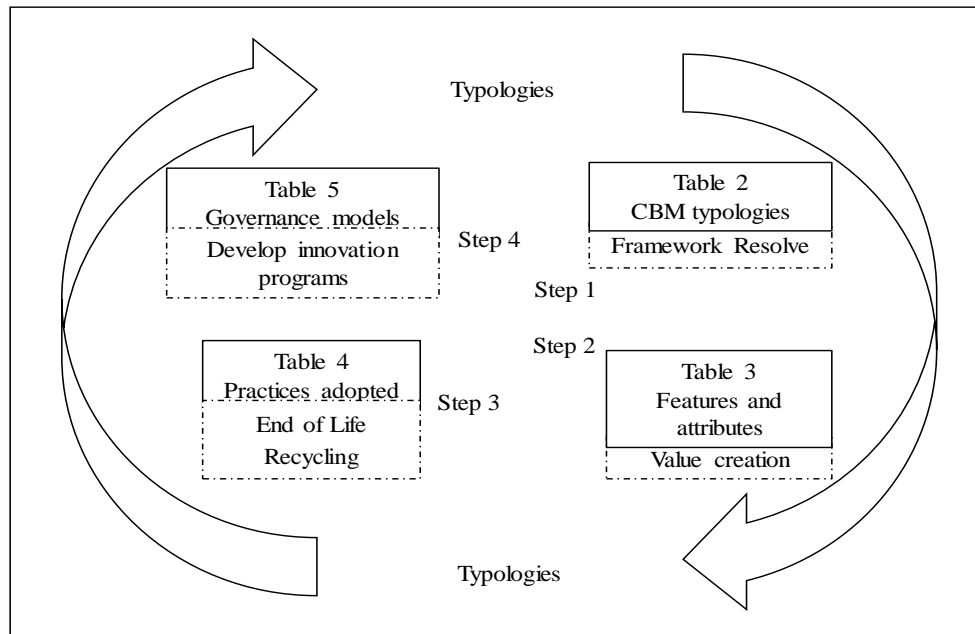 Typologies
Table 5
Governance models
Develop innovation
programs
Step 4
Table 2
CBM typologies
Framework Resolve
Step 1
Step 2
Table 4
Practices adopted
End of Life
Recycling
Step 3
Table 3
Features and
attributes
Value creation
Typologies